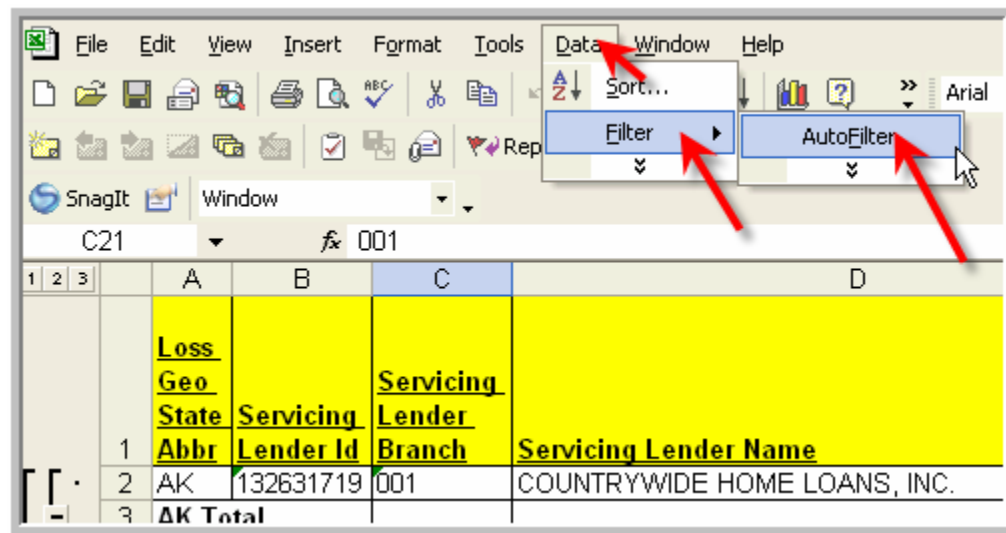 File Edit View Insert Format Tools Data Window Help
Sort...
Arial
Filter
AutoFilter
Rep
SnagIt Window
C21 fx 001
1 2 3 A B C D
Loss
Geo Servicing
State Servicing Lender
1 Abbr Lender Id Branch Servicing Lender Name
2 AK 132631719 001 COUNTRYWIDE HOME LOANS, INC.
3 AK Total